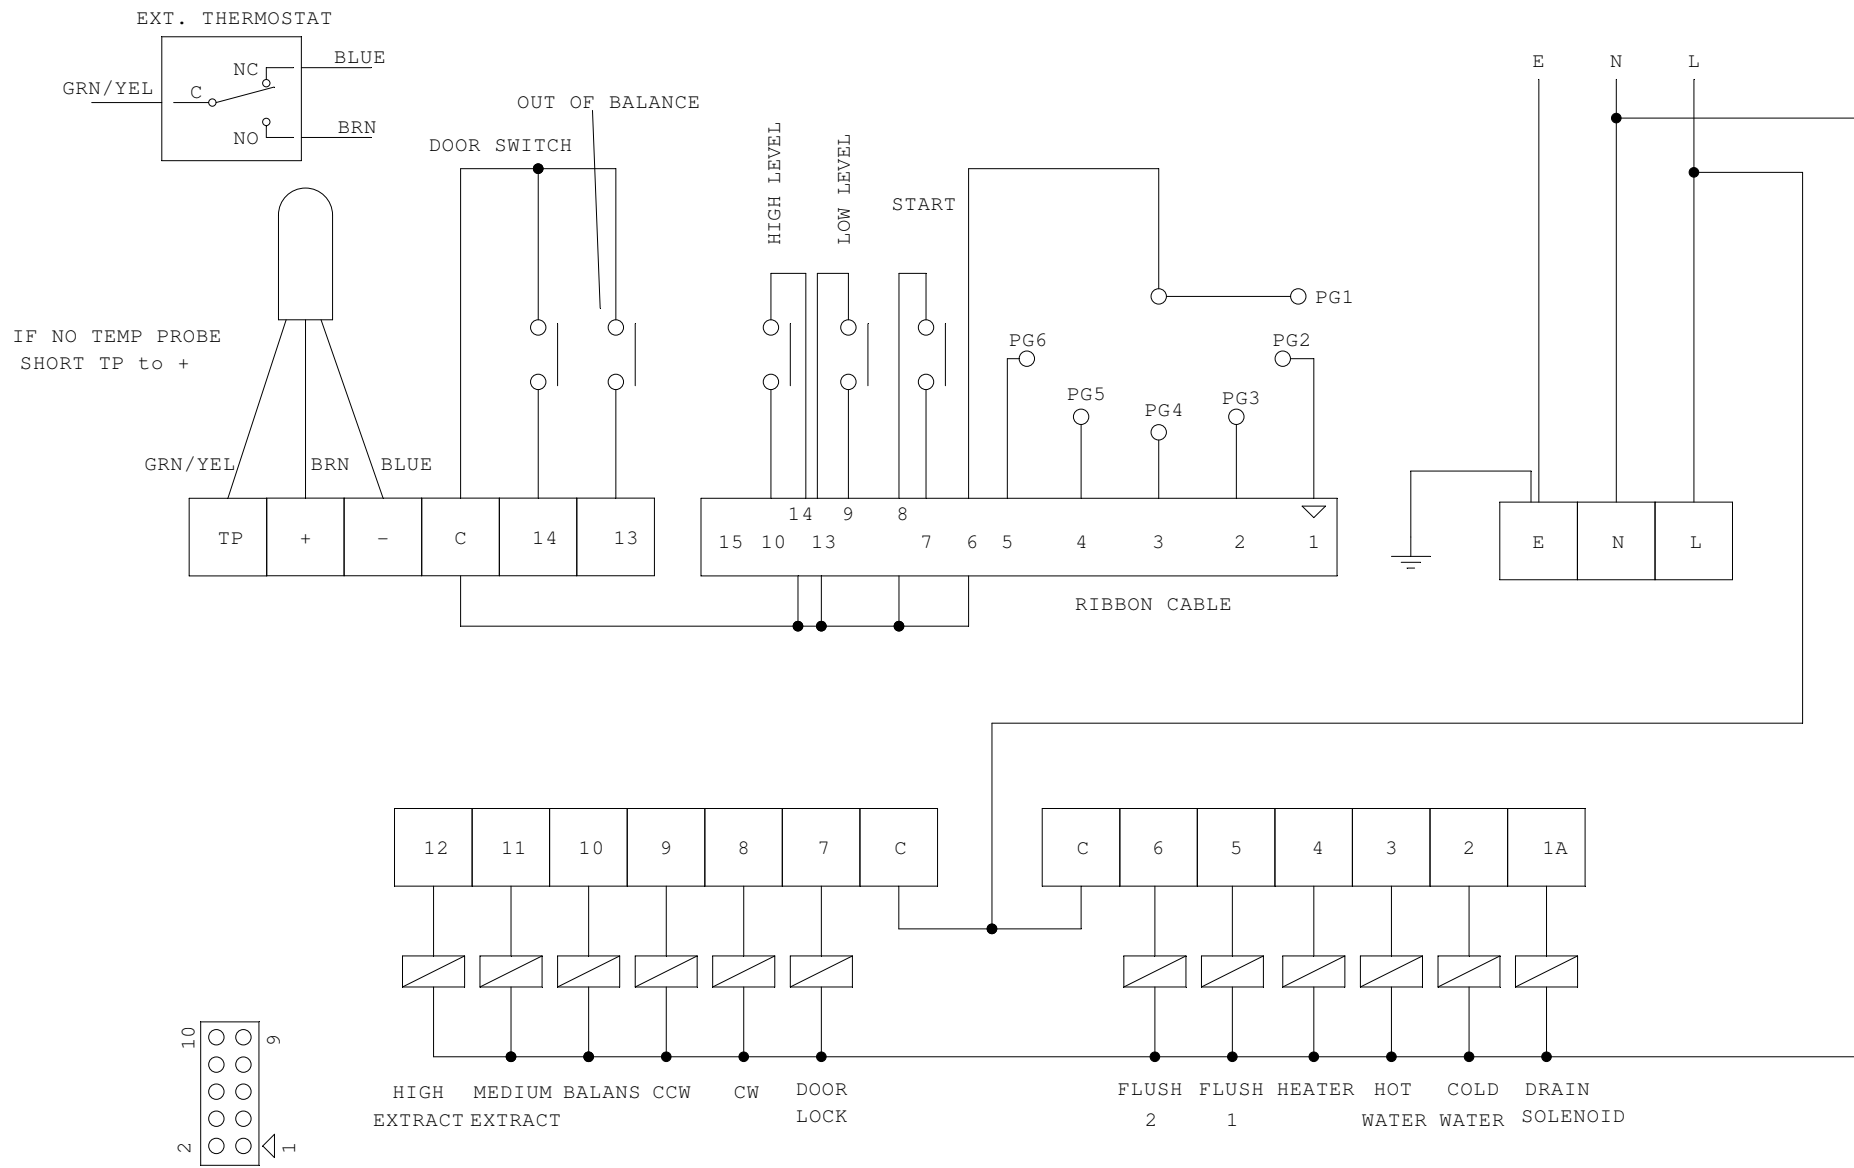 EXT. THERMOSTAT
NC
BLUE
GRN/YEL
C
NO
BRN
E N L
OUT OF BALANCE
DOOR SWITCH
HIGH LEVEL
LOW LEVEL
START
PG1
PG6
PG2
IF NO TEMP PROBE
SHORT TP to +
PG5
PG4
PG3
GRN/YEL
BRN
BLUE
TP + - C 14 13
14 9 8
15 10 13 7 6 5 4 3 2 1
E N L
RIBBON CABLE
12 11 10 9 8 7 C
C 6 5 4 3 2 1A
10 9
2 1
HIGH
EXTRACT
MEDIUM
EXTRACT
BALANS
CCW
CW
DOOR
LOCK
FLUSH
2
FLUSH
1
HEATER
HOT
WATER
COLD
WATER
DRAIN
SOLENOID